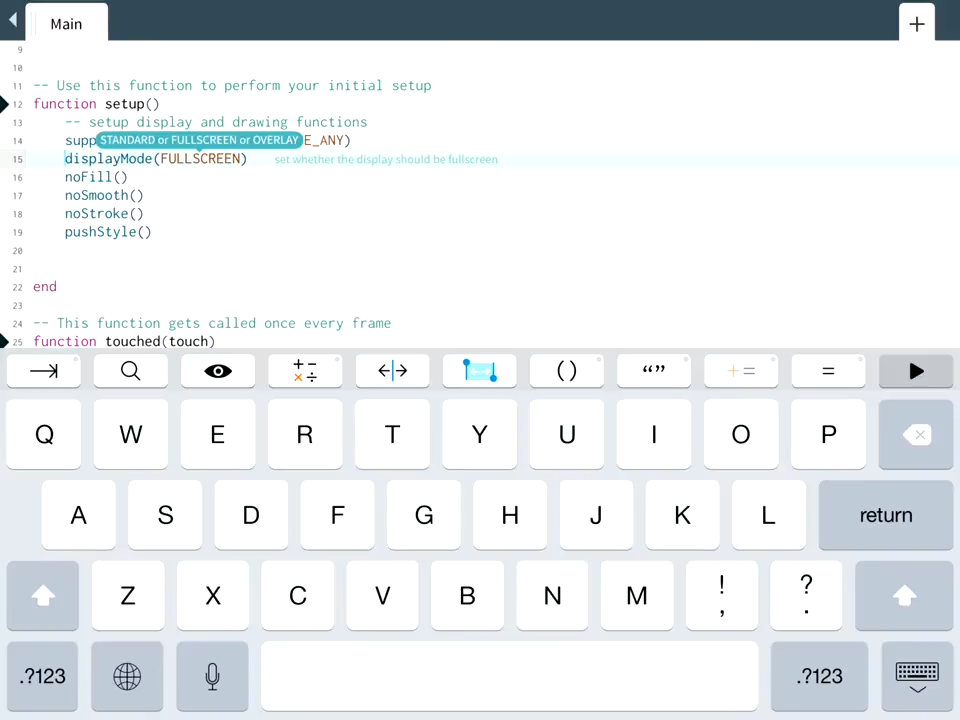 Main
+
9
10
11 -- Use this function to perform your initial setup
12 function setup()
13 -- setup display and drawing functions
14 supp STANDARD or FULLSCREEN or OVERLAY E_ANY)
15 displayMode(FULLSCREEN) set whether the display should be fullscreen
16 noFill()
17 noSmooth()
18 noStroke()
19 pushStyle()
20
21
22 end
23
24 -- This function gets called once every frame
25 function touched(touch)
+ − × ÷ () “” += =
Q W E R T Y U I O P
A S D F G H J K L return
Z X C V B N M ! , ? .
.?123 .?123